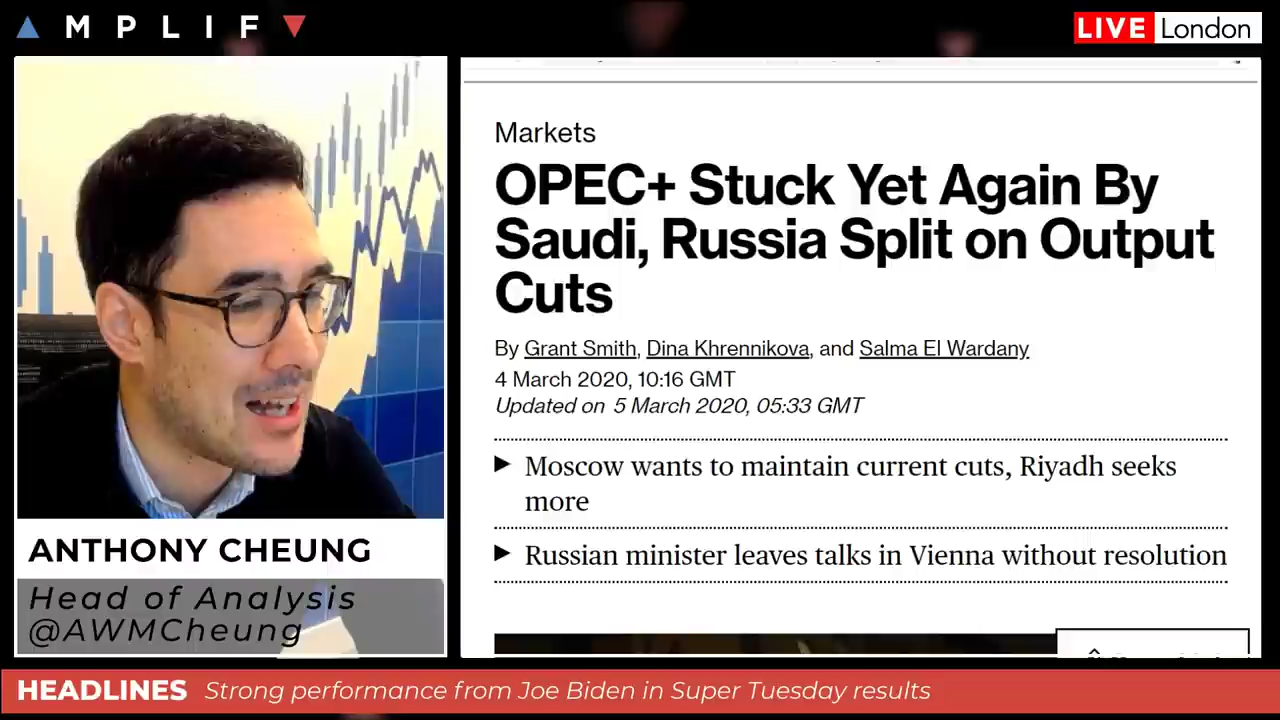 AMPLIFY
LIVE London
Markets
OPEC+ Stuck Yet Again By
Saudi, Russia Split on Output
Cuts
By Grant Smith, Dina Khrennikova, and Salma El Wardany
4 March 2020, 10:16 GMT
Updated on 5 March 2020, 05:33 GMT
Moscow wants to maintain current cuts, Riyadh seeks
more
Russian minister leaves talks in Vienna without resolution
ANTHONY CHEUNG
Head of Analysis
@AWMCheung
HEADLINES Strong performance from Joe Biden in Super Tuesday results